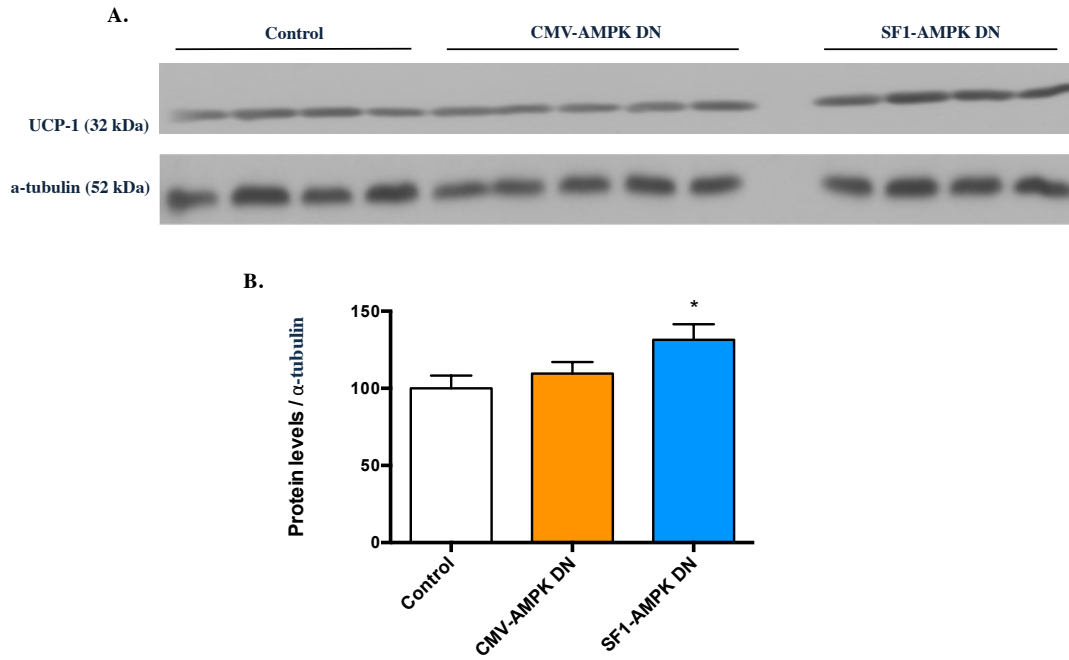 A.
Control CMV-AMPK DN SF1-AMPK DN
UCP-1 (32 kDa)
a-tubulin (52 kDa)
B.
*
150
100
50
0
Protein levels / α-tubulin
Control
CMV-AMPK DN
SF1-AMPK DN